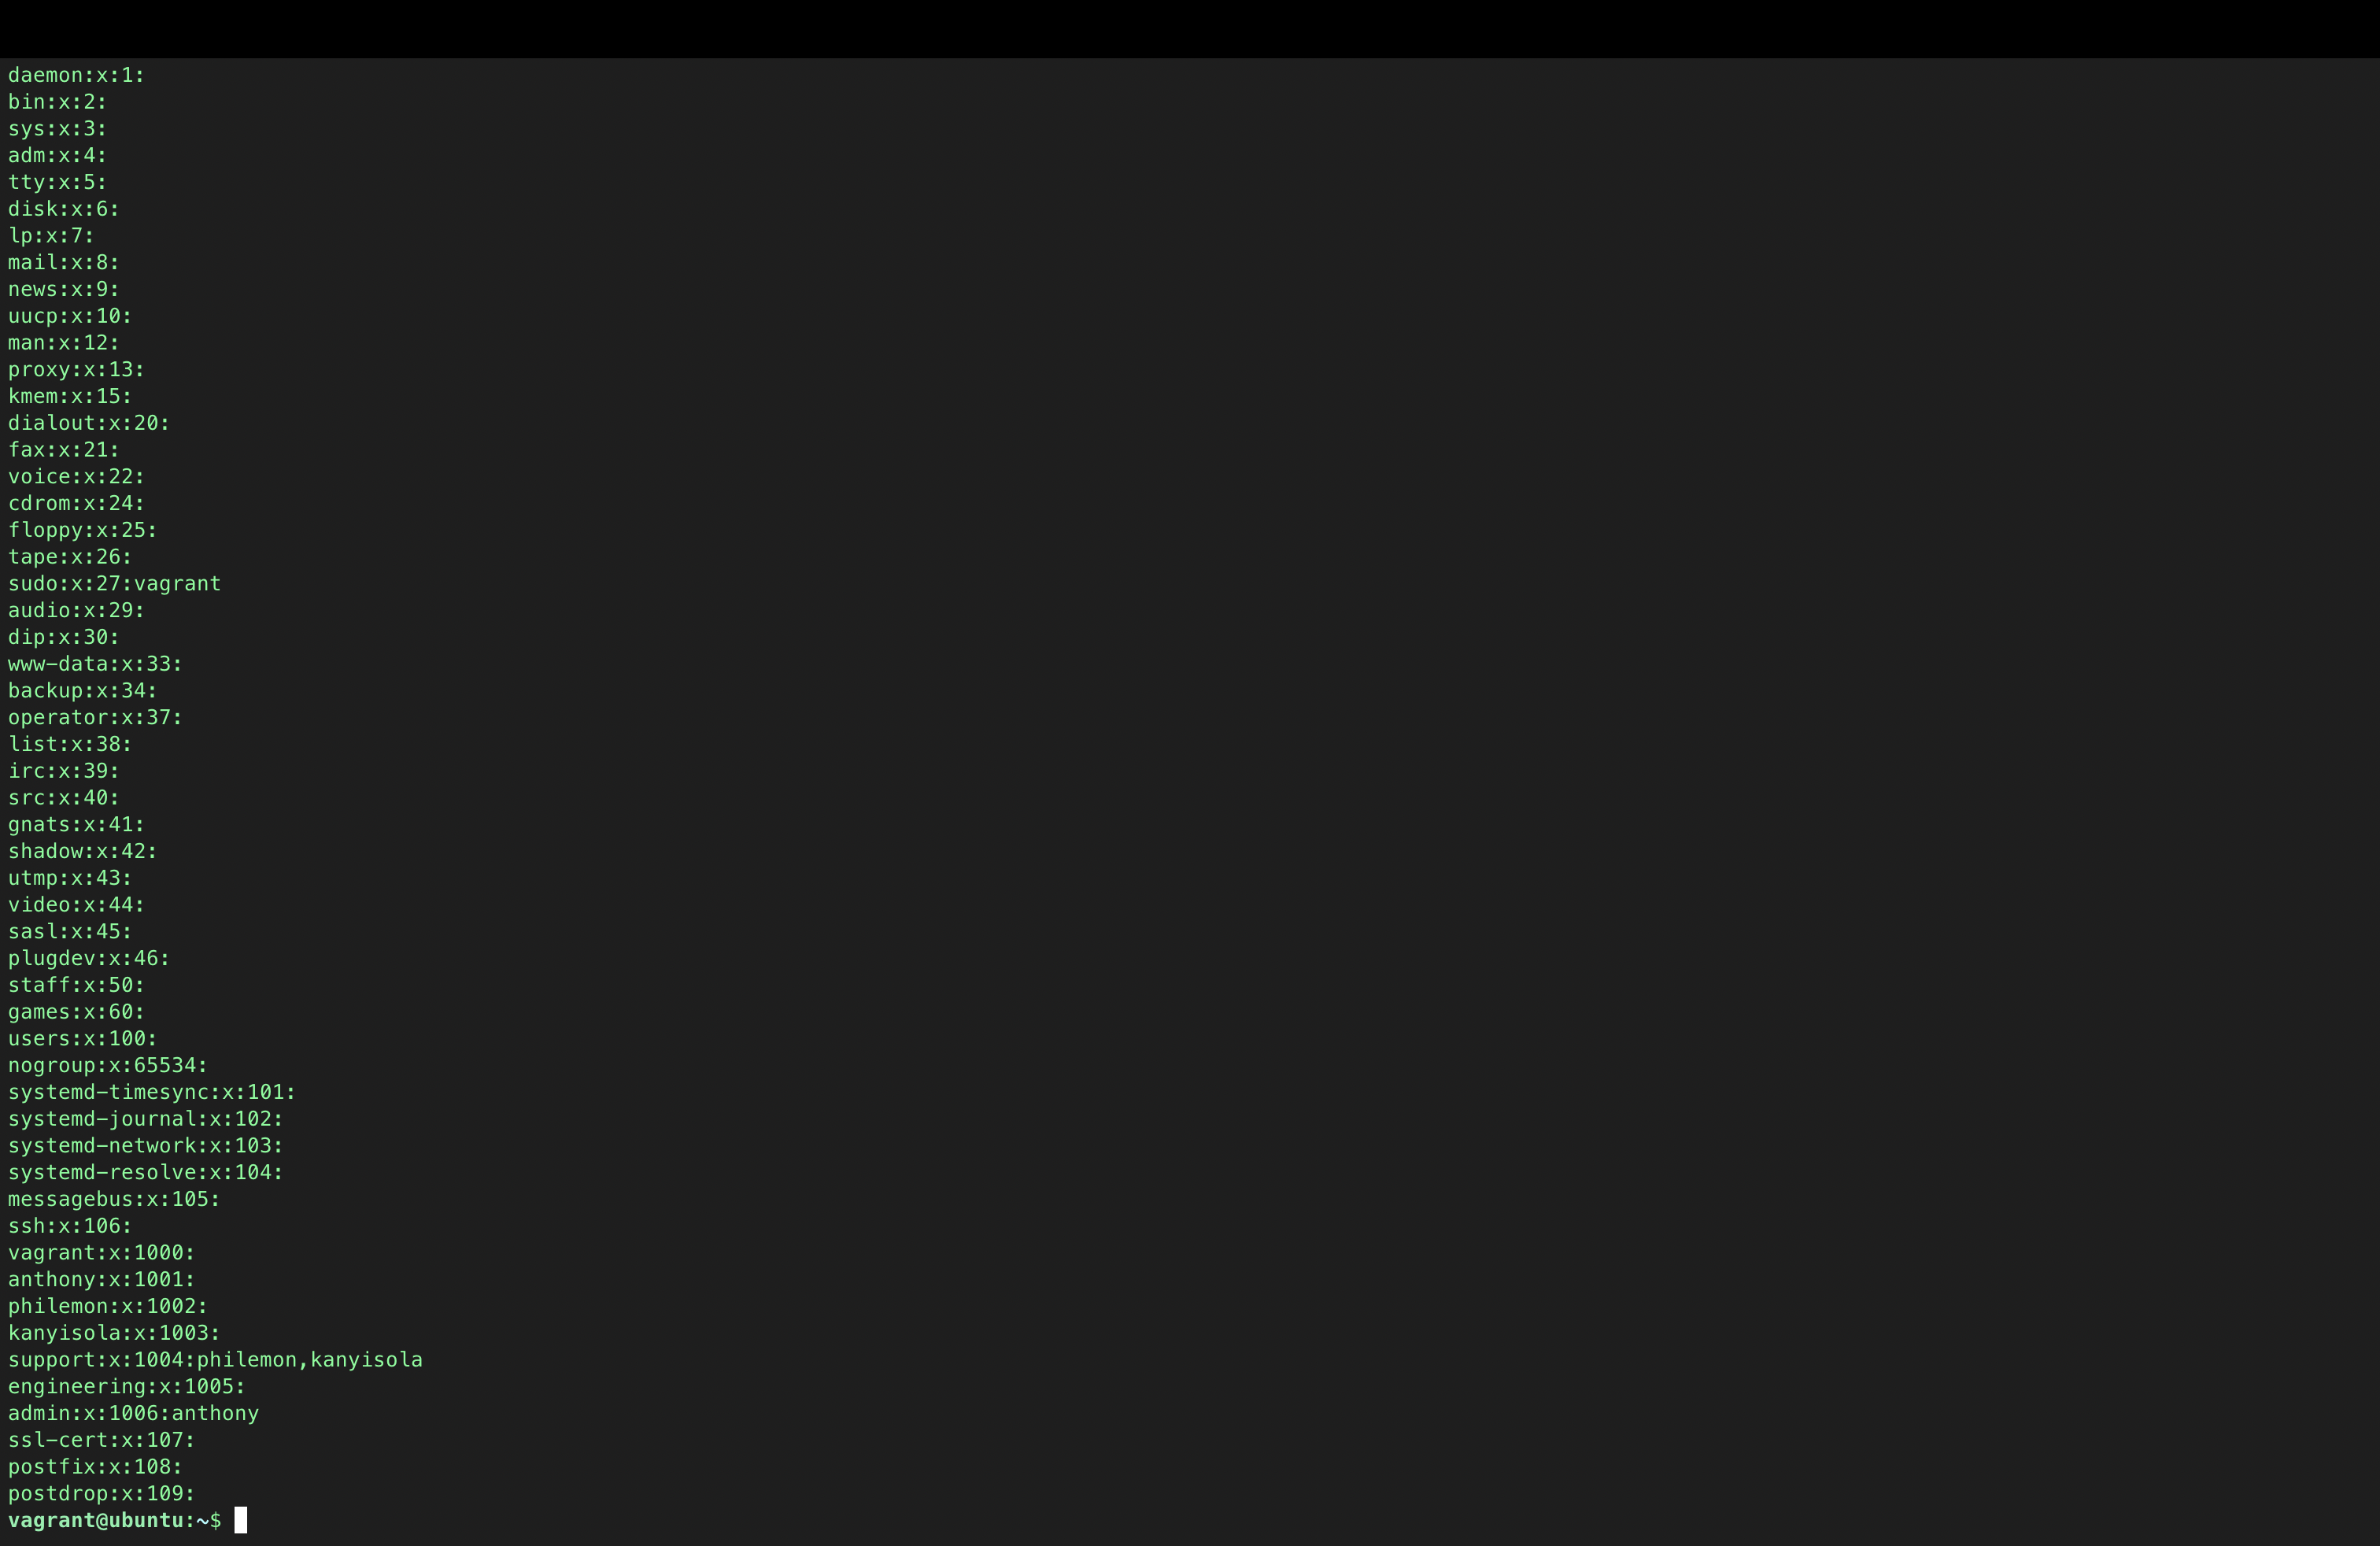 daemon:x:1:
bin:x:2:
sys:x:3:
adm:x:4:
tty:x:5:
disk:x:6:
lp:x:7:
mail:x:8:
news:x:9:
uucp:x:10:
man:x:12:
proxy:x:13:
kmem:x:15:
dialout:x:20:
fax:x:21:
voice:x:22:
cdrom:x:24:
floppy:x:25:
tape:x:26:
sudo:x:27:vagrant
audio:x:29:
dip:x:30:
www-data:x:33:
backup:x:34:
operator:x:37:
list:x:38:
irc:x:39:
src:x:40:
gnats:x:41:
shadow:x:42:
utmp:x:43:
video:x:44:
sasl:x:45:
plugdev:x:46:
staff:x:50:
games:x:60:
users:x:100:
nogroup:x:65534:
systemd-timesync:x:101:
systemd-journal:x:102:
systemd-network:x:103:
systemd-resolve:x:104:
messagebus:x:105:
ssh:x:106:
vagrant:x:1000:
anthony:x:1001:
philemon:x:1002:
kanyisola:x:1003:
support:x:1004:philemon,kanyisola
engineering:x:1005:
admin:x:1006:anthony
ssl-cert:x:107:
postfix:x:108:
postdrop:x:109:
vagrant@ubuntu:~$